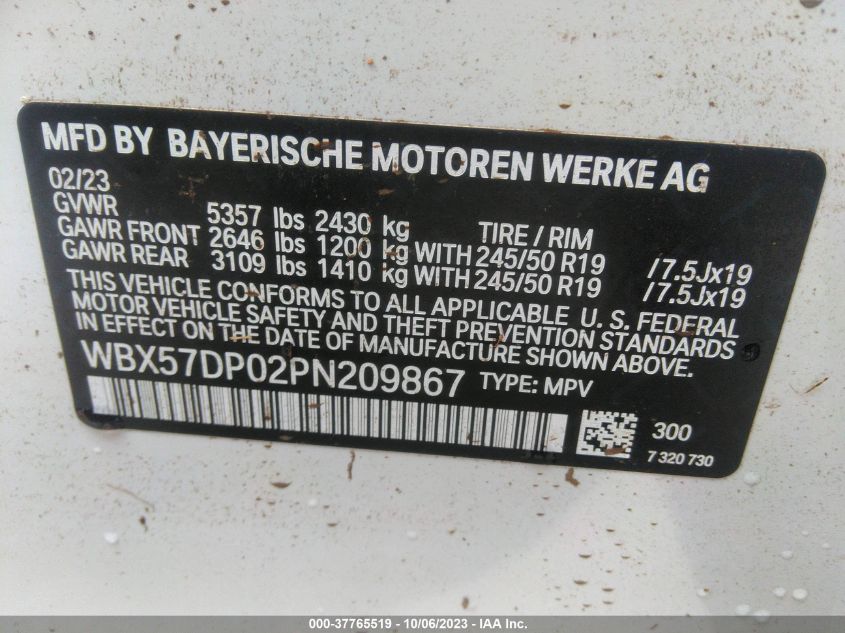 MFD BY BAYERISCHE MOTOREN WERKE AG
02/23
GVWR 5357 lbs 2430 kg TIRE / RIM
GAWR FRONT 2646 lbs 1200 kg WITH 245/50 R19 /7.5Jx19
GAWR REAR 3109 lbs 1410 kg WITH 245/50 R19 /7.5Jx19
THIS VEHICLE CONFORMS TO ALL APPLICABLE U. S. FEDERAL
MOTOR VEHICLE SAFETY AND THEFT PREVENTION STANDARDS
IN EFFECT ON THE DATE OF MANUFACTURE SHOWN ABOVE.
WBX57DP02PN209867 TYPE: MPV
300
7 320 730
000-37765519 - 10/06/2023 - IAA Inc.